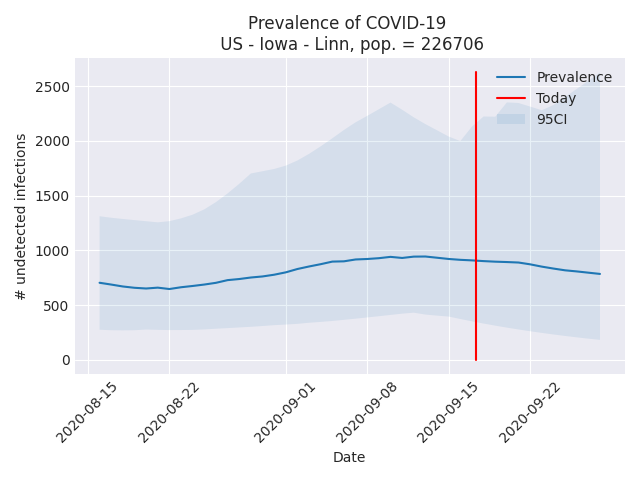 Prevalence of COVID-19
US - Iowa - Linn, pop. = 226706
Prevalence
Today
95CI
# undetected infections
2500
2000
1500
1000
500
0
2020-08-15
2020-08-22
2020-09-01
2020-09-08
2020-09-15
2020-09-22
Date